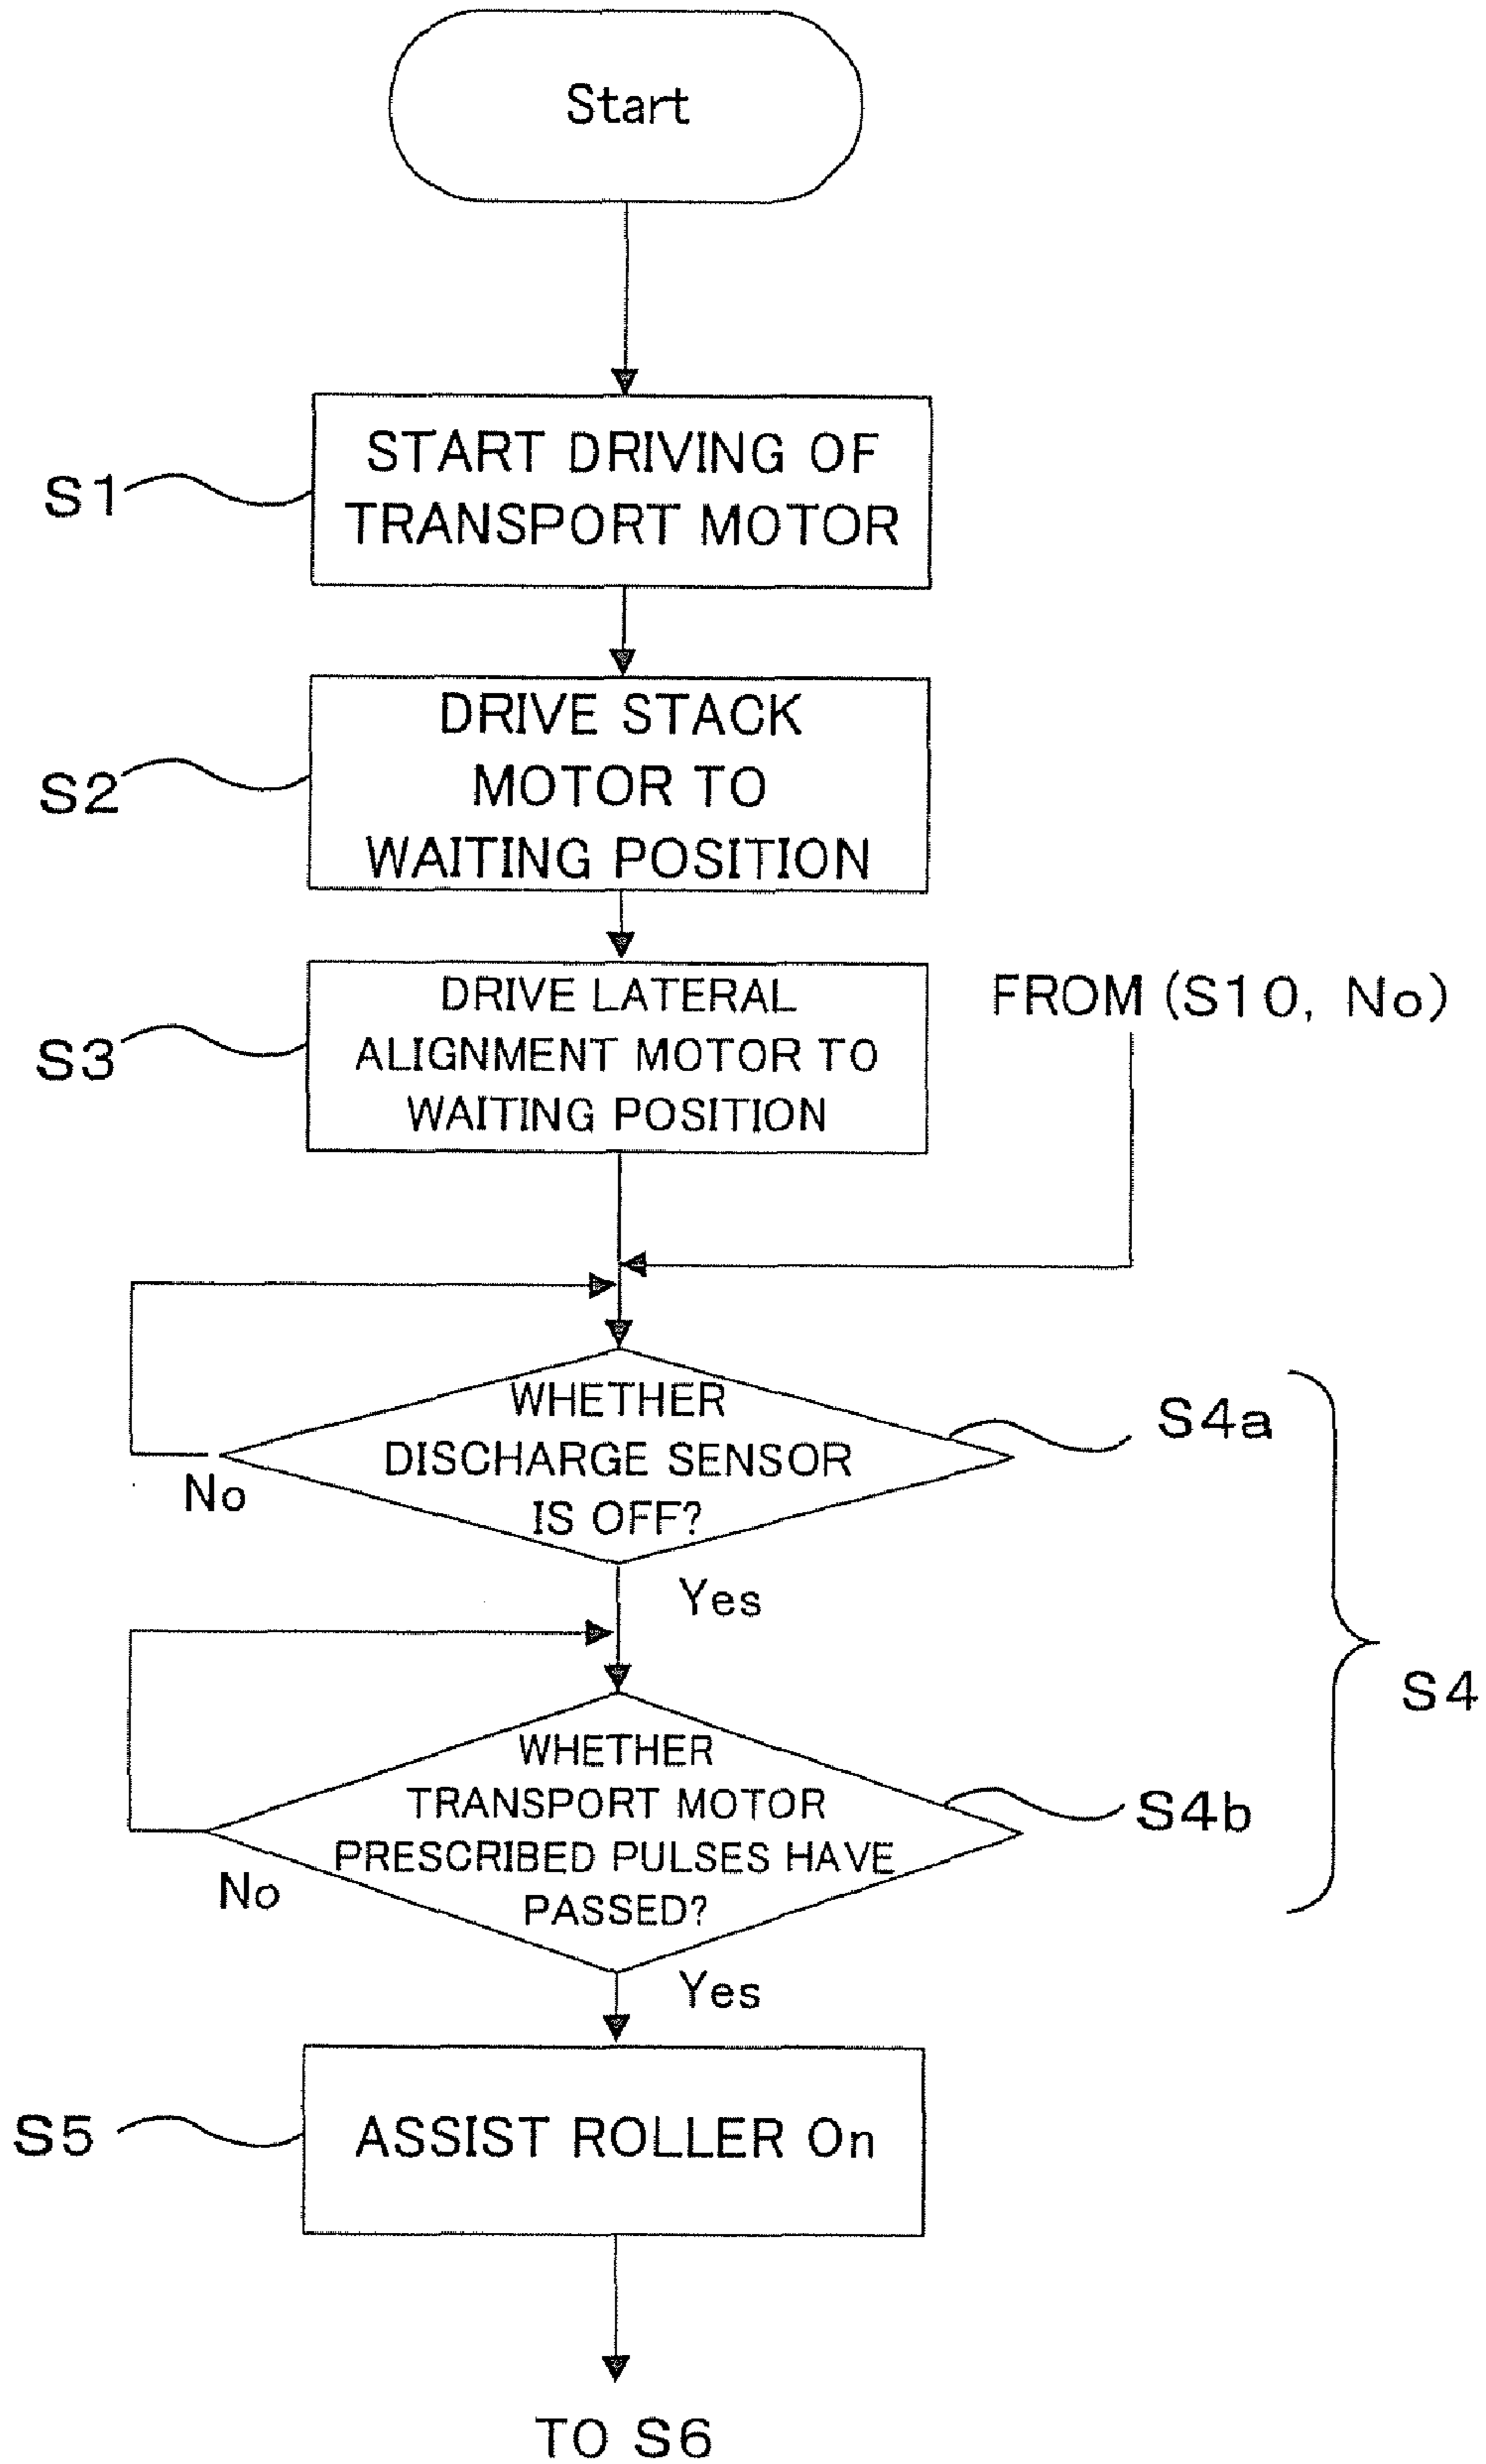 Start
S1
START DRIVING OF
TRANSPORT MOTOR
S2
DRIVE STACK
MOTOR TO
WAITING POSITION
S3
DRIVE LATERAL
ALIGNMENT MOTOR TO
WAITING POSITION
FROM (S10, No)
WHETHER
DISCHARGE SENSOR
IS OFF?
S4a
No
Yes
S4
WHETHER
TRANSPORT MOTOR
PRESCRIBED PULSES HAVE
PASSED?
S4b
No
Yes
S5
ASSIST ROLLER On
TO S6